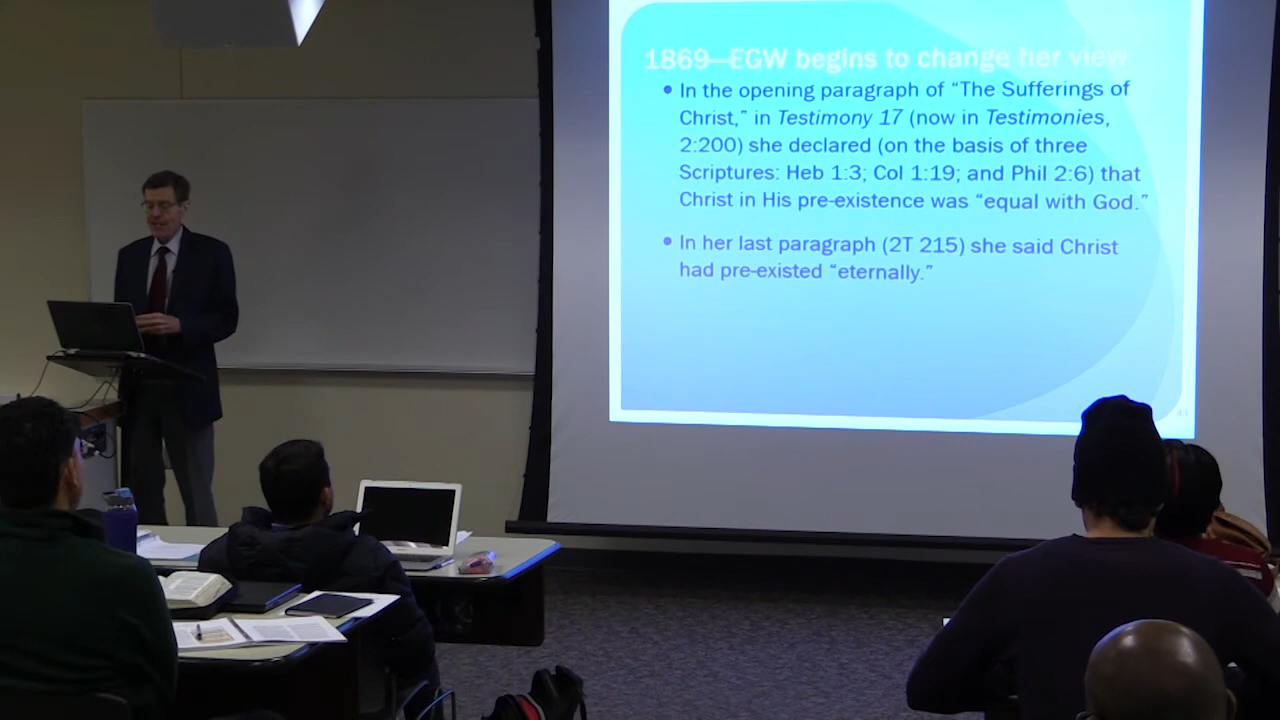 1869—EGW begins to change her view
• In the opening paragraph of “The Sufferings of
Christ,” in Testimony 17 (now in Testimonies,
2:200) she declared (on the basis of three
Scriptures: Heb 1:3; Col 1:19; and Phil 2:6) that
Christ in His pre-existence was “equal with God.”
• In her last paragraph (2T 215) she said Christ
had pre-existed “eternally.”